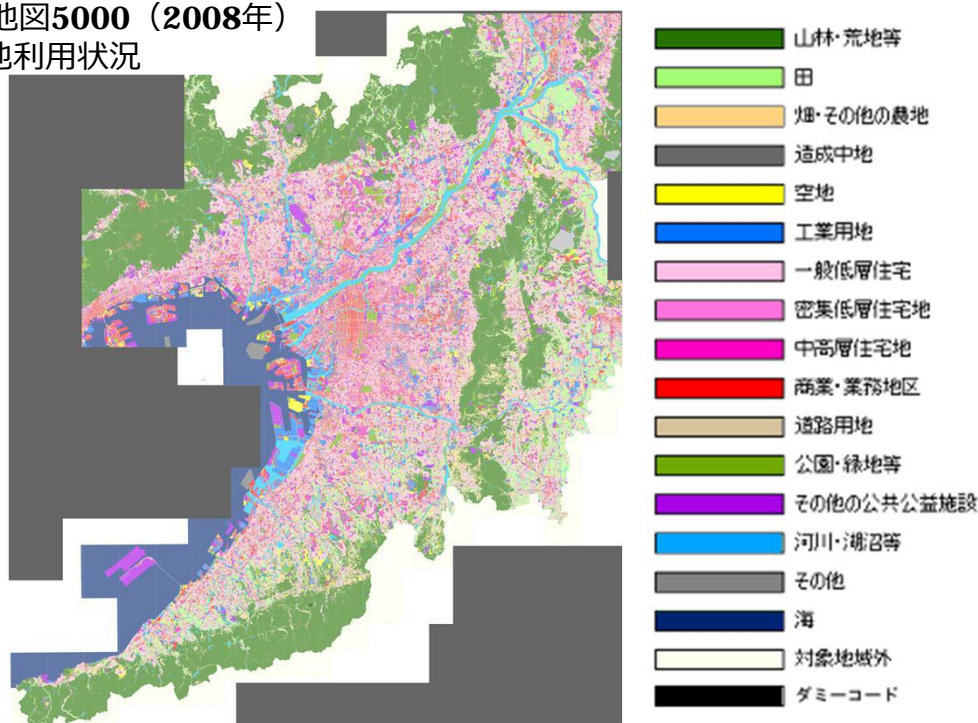 地図5000（2008年）
地利用状況
山林・荒地等
田
畑・その他の農地
造成中地
空地
工業用地
一般低層住宅
密集低層住宅地
中高層住宅地
商業・業務地区
道路用地
公園・緑地等
その他の公共公益施設
河川・湖沼等
その他
海
対象地域外
ダミーコード